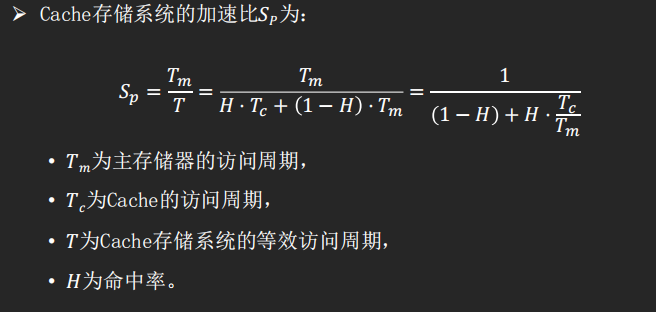 ➤ Cache存储系统的加速比S_P为：
S_p = T_m/T = T_m/(H · T_c + (1 − H) · T_m) = 1/((1 − H) + H · T_c/T_m)
• T_m为主存储器的访问周期，
• T_c为Cache的访问周期，
• T为Cache存储系统的等效访问周期，
• H为命中率。